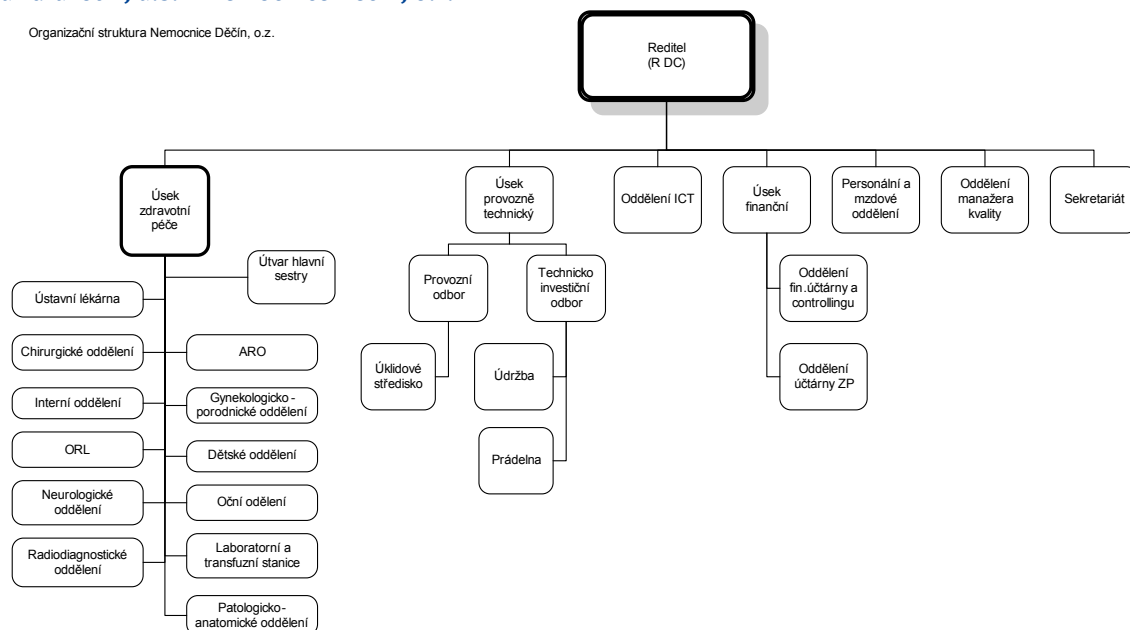 Organizační struktura Nemocnice Děčín, o.z.
Reditel
(R DC)
Úsek
zdravotní
péče
Úsek
provozně
technický
Oddělení ICT
Úsek
finanční
Personální a
mzdové
oddělení
Oddělení
manažera
kvality
Sekretariát
Útvar hlavní
sestry
Ústavní lékárna
Chirurgické oddělení
ARO
Interní oddělení
Gynekologicko -
porodnické oddělení
ORL
Dětské oddělení
Neurologické
oddělení
Oční odělení
Radiodiagnostické
oddělení
Laboratorní a
transfuzní stanice
Patologicko-
anatomické oddělení
Provozní
odbor
Technicko
investiční
odbor
Úklidové
středisko
Údržba
Prádelna
Oddělení
fin.účtárny a
controllingu
Oddělení
účtárny ZP